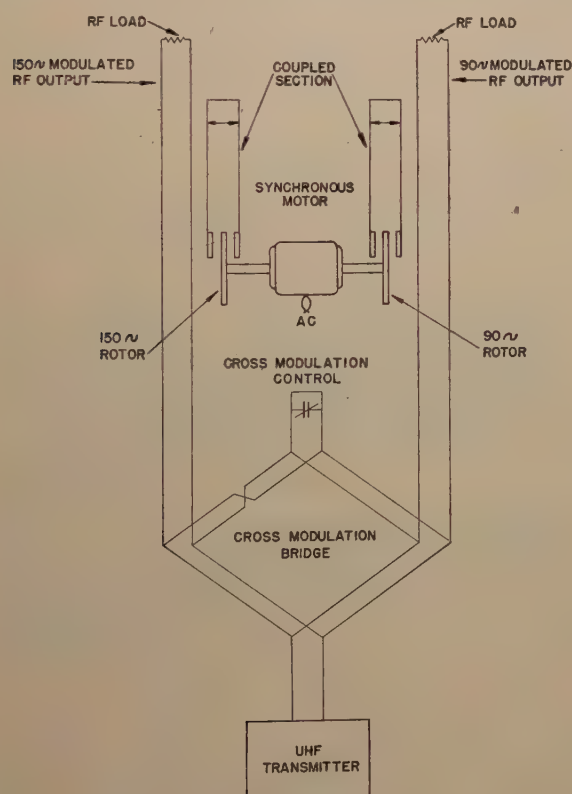 RF LOAD
150~MODULATED
RF OUTPUT
COUPLED
SECTION
RF LOAD
90~MODULATED
RF OUTPUT
SYNCHRONOUS
MOTOR
AC
150~
ROTOR
90~
ROTOR
CROSS MODULATION
CONTROL
CROSS MODULATION
BRIDGE
UHF
TRANSMITTER